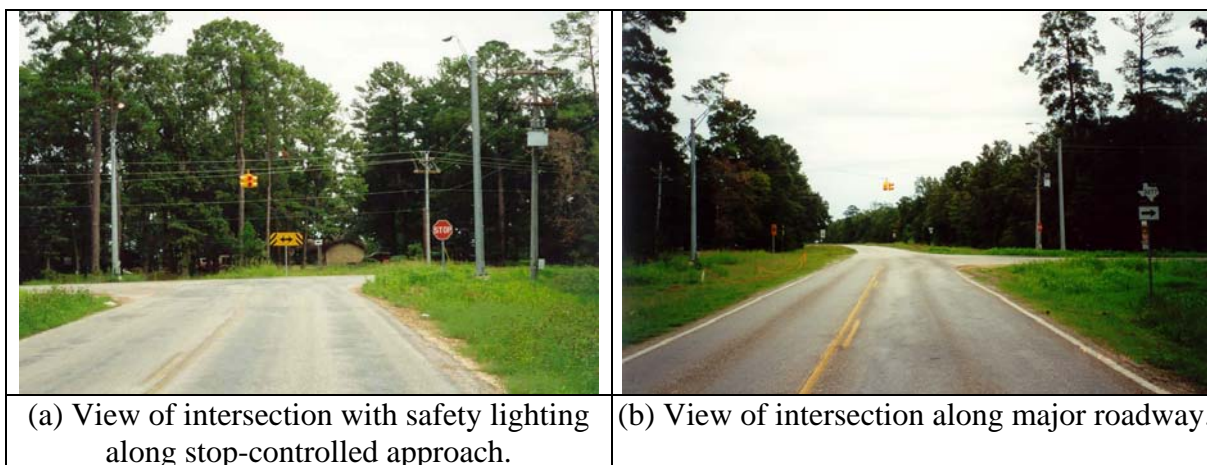 STOP
(a) View of intersection with safety lighting
along stop-controlled approach.
(b) View of intersection along major roadway.